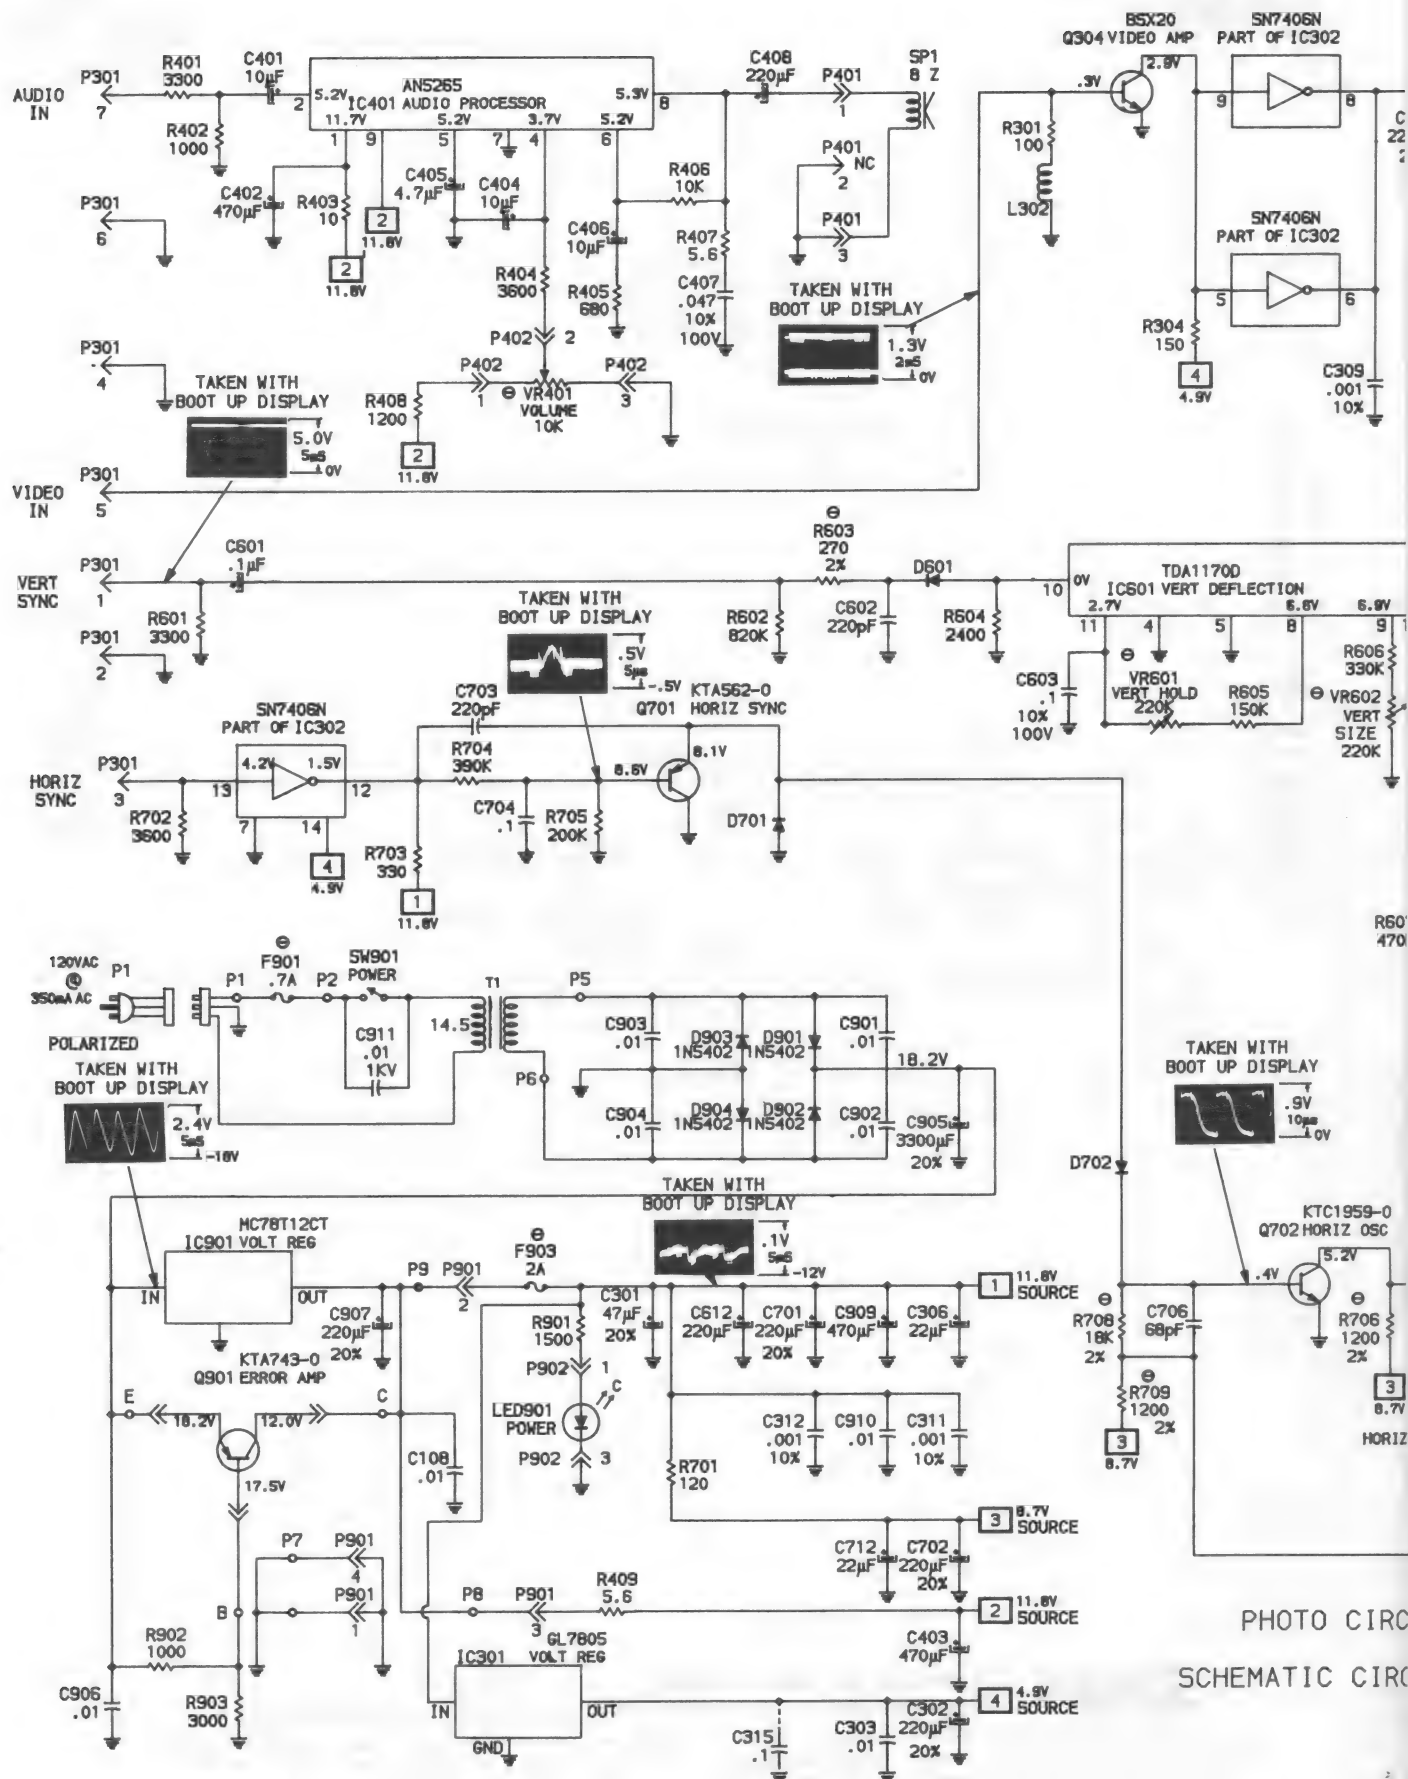 AUDIO
IN
P301
7
R401
3300
C401
10µF
R402
1000
2
5.2V
AN5265
IC401 AUDIO PROCESSOR
5.9V
8
11.7V
5.2V
3.7V
5.2V
1
9
5
7
4
6
C402
470µF
R403
10
2
11.8V
2
11.8V
C405
4.7µF
C404
10µF
C406
10µF
R404
3600
R405
680
R406
10K
R407
5.6
C407
.047
10%
100V
C408
220µF
P401
1
SP1
8 Z
P401
NC
2
P401
3
P301
6
P301
4
P402
2
P402
1
P402
3
VR401
VOLUME
10K
R408
1200
2
11.8V
TAKEN WITH
BOOT UP DISPLAY
5.0V
5mS
0V
TAKEN WITH
BOOT UP DISPLAY
1.3V
2mS
0V
BSX20
Q304 VIDEO AMP
2.9V
.3V
R301
100
L302
SN7406N
PART OF IC302
9
8
SN7406N
PART OF IC302
5
6
R304
150
4
4.9V
C309
.001
10%
C
22
VIDEO
IN
P301
5
VERT
SYNC
P301
1
C601
.1µF
R601
3300
P301
2
R603
270
2%
R602
820K
C602
220pF
D601
R604
2400
10
0V
TDA1170D
IC601 VERT DEFLECTION
2.7V
6.6V
6.9V
11
4
5
8
9
C603
.1
10%
100V
VR601
VERT HOLD
220K
R605
150K
R606
330K
VR602
VERT
SIZE
220K
TAKEN WITH
BOOT UP DISPLAY
.5V
5µs
-.5V
HORIZ
SYNC
P301
3
R702
3600
SN7406N
PART OF IC302
4.2V
1.5V
13
12
7
14
4
4.9V
C703
220pF
R704
390K
C704
.1
R705
200K
R703
330
1
11.8V
KTA562-0
Q701 HORIZ SYNC
8.1V
8.6V
D701
R60
470
120VAC
@
350mA AC
P1
POLARIZED
P1
F901
.7A
P2
SW901
POWER
C911
.01
1KV
T1
14.5
P5
P6
C903
.01
C904
.01
D903
1N5402
D901
1N5402
D904
1N5402
D902
1N5402
C901
.01
C902
.01
18.2V
C905
3300µF
20%
TAKEN WITH
BOOT UP DISPLAY
2.4V
5mS
-18V
TAKEN WITH
BOOT UP DISPLAY
.1V
5mS
-12V
TAKEN WITH
BOOT UP DISPLAY
.9V
10µs
0V
MC78T12CT
IC901 VOLT REG
IN
OUT
C907
220µF
20%
P9
P901
2
F903
2A
R901
1500
P902
1
LED901
POWER
C
P902
3
C301
47µF
20%
C612
220µF
C701
220µF
20%
C909
470µF
C306
22µF
1
11.8V
SOURCE
C312
.001
10%
C910
.01
C311
.001
10%
R701
120
KTA743-0
Q901 ERROR AMP
E
18.2V
12.0V
C
17.5V
C108
.01
P7
P901
4
P901
1
B
R902
1000
R903
3000
C906
.01
C712
22µF
C702
220µF
20%
3
8.7V
SOURCE
P8
P901
3
R409
5.6
2
11.8V
SOURCE
C403
470µF
GL7805
IC301 VOLT REG
IN
OUT
GND
C315
.1
C303
.01
C302
220µF
20%
4
4.9V
SOURCE
D702
KTC1959-0
Q702 HORIZ OSC
5.2V
.4V
R708
18K
2%
C706
68pF
R709
1200
2%
3
8.7V
R706
1200
2%
3
8.7V
HORIZ
PHOTO CIRC
SCHEMATIC CIRC